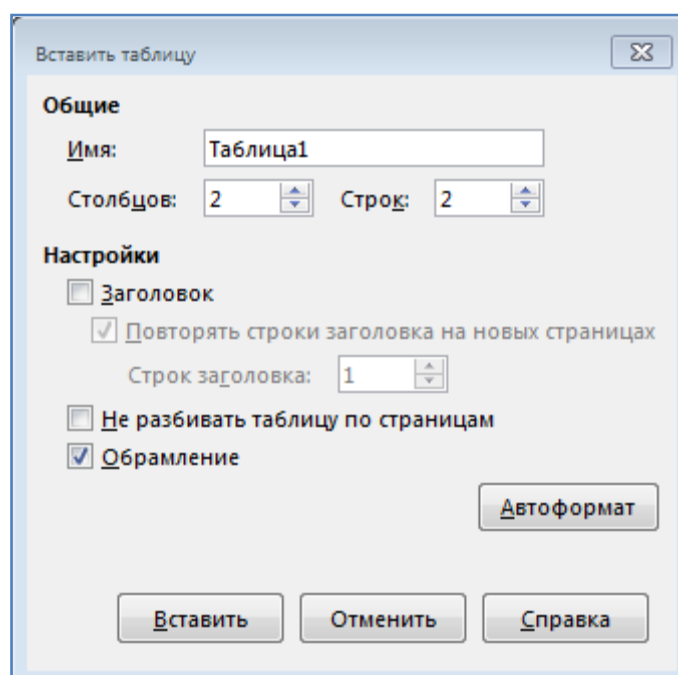 Вставить таблицу
Общие
Имя: Таблица1
Столбцов: 2 Строк: 2
Настройки
Заголовок
Повторять строки заголовка на новых страницах
Строк заголовка: 1
Не разбивать таблицу по страницам
Обрамление
Автоформат
Вставить Отменить Справка